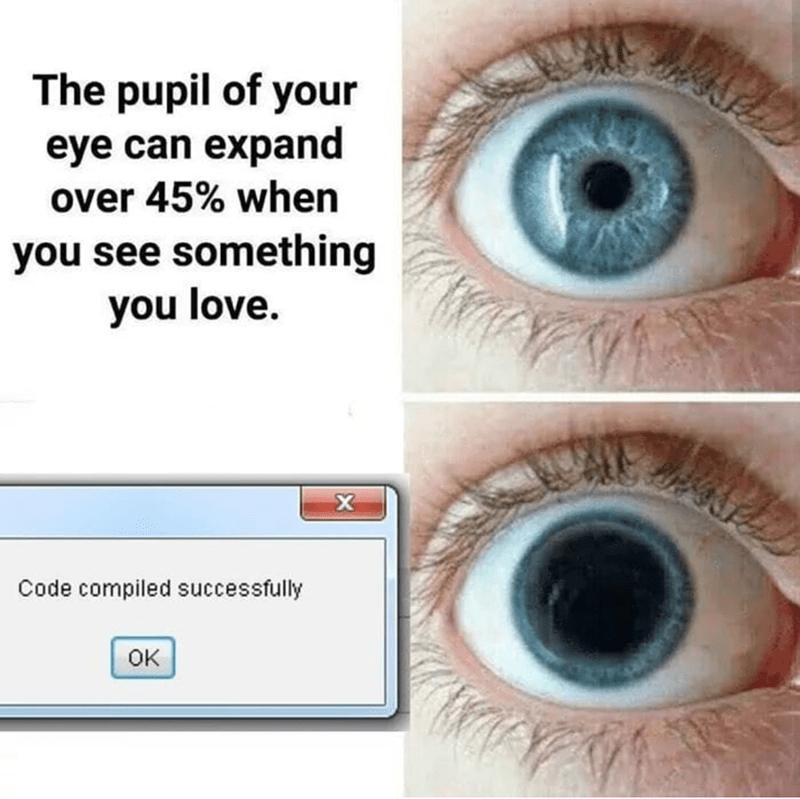 The pupil of your
eye can expand
over 45% when
you see something
you love.
X
Code compiled successfully
OK